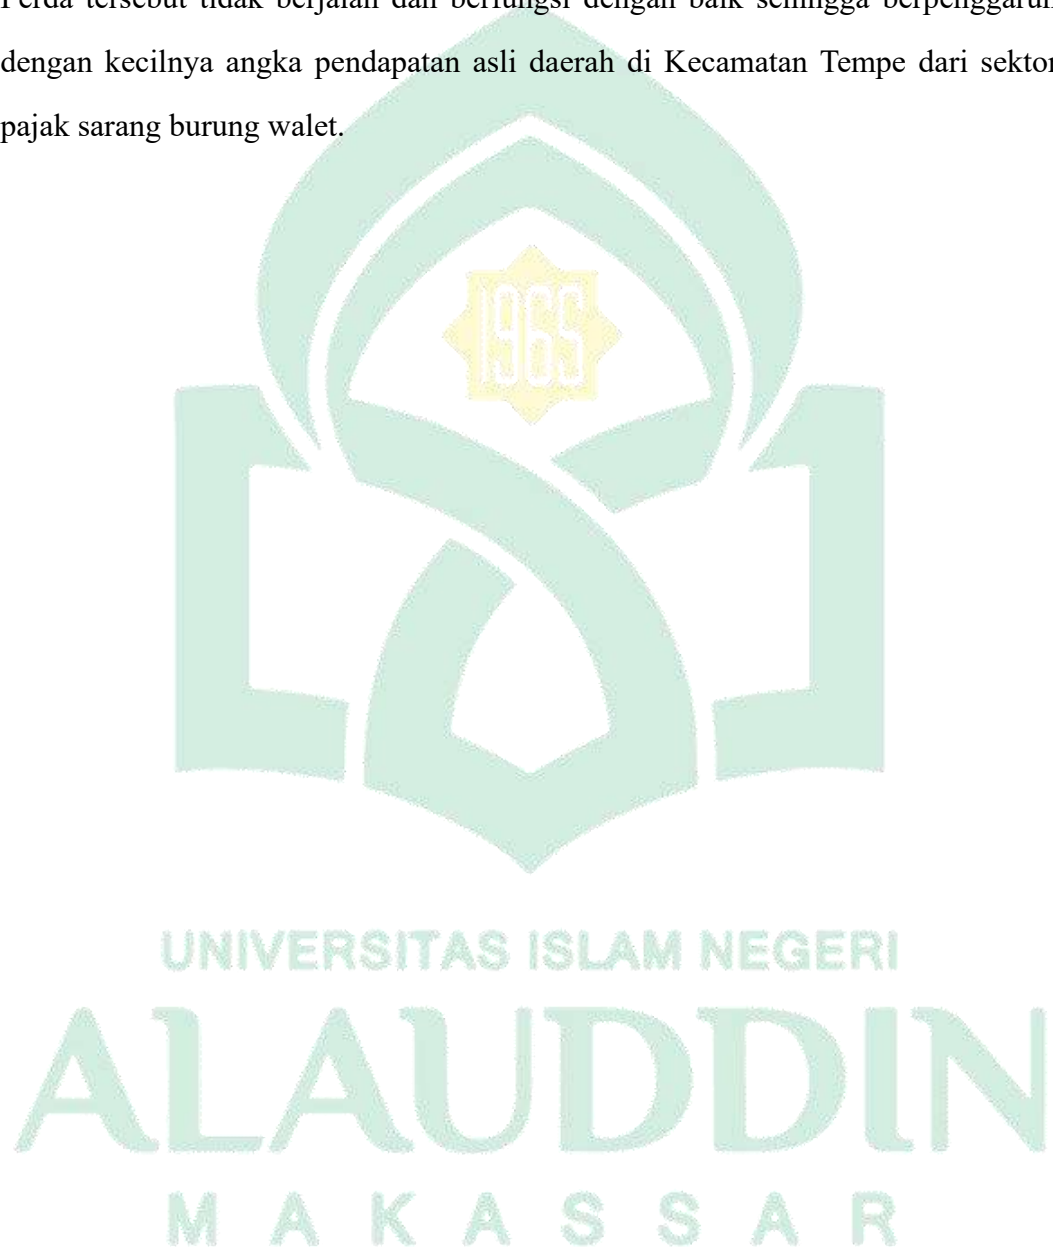 Perda tersebut tidak berjalan dan berfungsi dengan baik sehingga berpenggaruh
dengan kecilnya angka pendapatan asli daerah di Kecamatan Tempe dari sektor
pajak sarang burung walet.
1965
UNIVERSITAS ISLAM NEGERI
ALAUDDIN
MAKASSAR